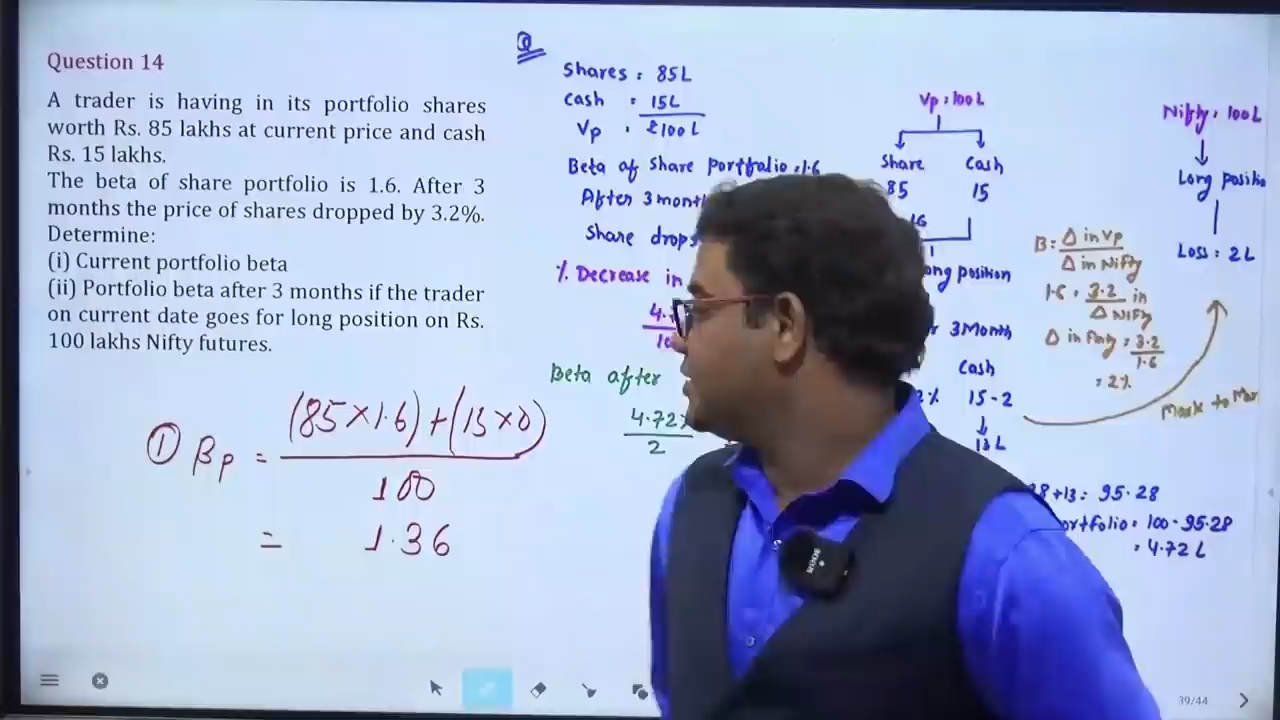 Question 14
A trader is having in its portfolio shares
worth Rs. 85 lakhs at current price and cash
Rs. 15 lakhs.
The beta of share portfolio is 1.6. After 3
months the price of shares dropped by 3.2%.
Determine:
(i) Current portfolio beta
(ii) Portfolio beta after 3 months if the trader
on current date goes for long position on Rs.
100 lakhs Nifty futures.
① βp = (85×1.6)+(15×0)
100
= 1.36
Q
Shares : 85L
Cash : 15L
Vp : ₹100L
Beta of Share portfolio : 1.6
After 3
Share drops
% Decrease in
Beta after
4.72%
2
Vp : 100L
Share Cash
85 15
position
3 Month
Cash
15-2
13L
+13 : 95.28
: 100-95.28
: 4.72 L
B : Δ in Vp
Δ in Nifty
1.6 : 3.2 in
Δ Nifty
Δ in Nifty : 3.2
1.6
: 2%
Nifty : 100L
Long
Loss : 2L
Mark to
39/44